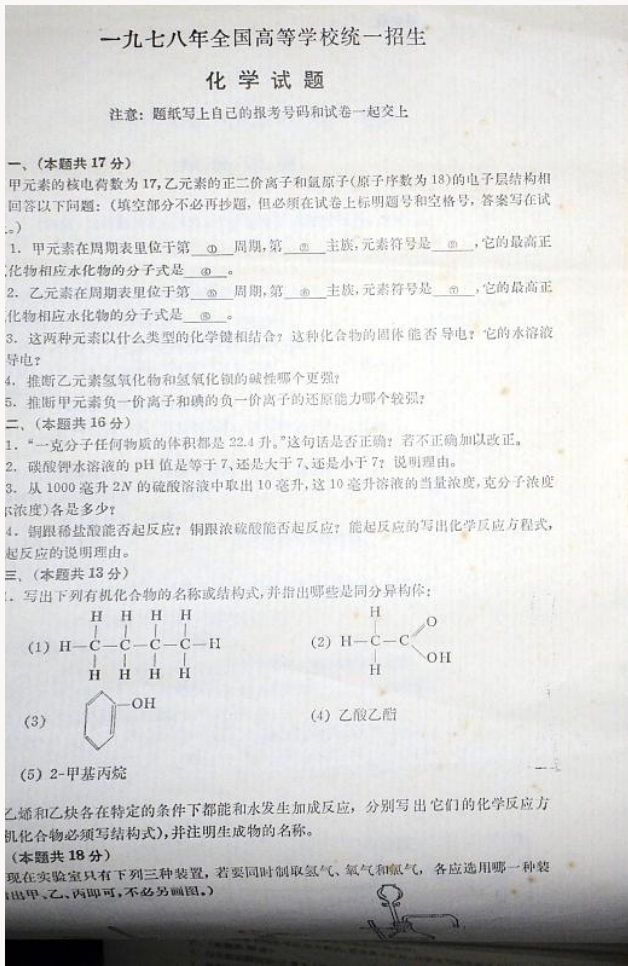 一九七八年全国高等学校统一招生
化学试题
注意：题纸写上自己的报考号码和试卷一起交上
一、（本题共 17 分）
甲元素的核电荷数为 17，乙元素的正二价离子和氩原子（原子序数为 18）的电子层结构相
回答以下问题：（填空部分不必再抄题，但必须在试卷上标明题号和空格号，答案写在试
。）
1. 甲元素在周期表里位于第 ① 周期，第 ② 主族，元素符号是 ③ ，它的最高正
化物相应水化物的分子式是 ④ 。
2. 乙元素在周期表里位于第 ⑤ 周期，第 ⑥ 主族，元素符号是 ⑦ ，它的最高正
化物相应水化物的分子式是 ⑧ 。
3. 这两种元素以什么类型的化学键相结合？这种化合物的固体能否导电？它的水溶液
导电？
4. 推断乙元素氢氧化物和氢氧化钡的碱性哪个更强？
5. 推断甲元素负一价离子和碘的负一价离子的还原能力哪个较强？
二、（本题共 16 分）
1. “一克分子任何物质的体积都是 22.4 升。”这句话是否正确？若不正确加以改正。
2. 碳酸钾水溶液的 pH 值是等于 7、还是大于 7、还是小于 7？说明理由。
3. 从 1000 毫升 2N 的硫酸溶液中取出 10 毫升，这 10 毫升溶液的当量浓度，克分子浓度
浓度）各是多少？
4. 铜跟稀盐酸能否起反应？铜跟浓硫酸能否起反应？能起反应的写出化学反应方程式，
起反应的说明理由。
三、（本题共 13 分）
. 写出下列有机化合物的名称或结构式，并指出哪些是同分异构体：
H H H H
(1) H—C—C—C—C—H
H H H H
H O
(2) H—C—C
H OH
(3) OH
(4) 乙酸乙酯
(5) 2-甲基丙烷
乙烯和乙炔各在特定的条件下都能和水发生加成反应，分别写出它们的化学反应方
机化合物必须写结构式），并注明生成物的名称。
（本题共 18 分）
现在实验室只有下列三种装置，若要同时制取氢气、氧气和氯气，各应选用哪一种装
出甲、乙、丙即可，不必另画图。）